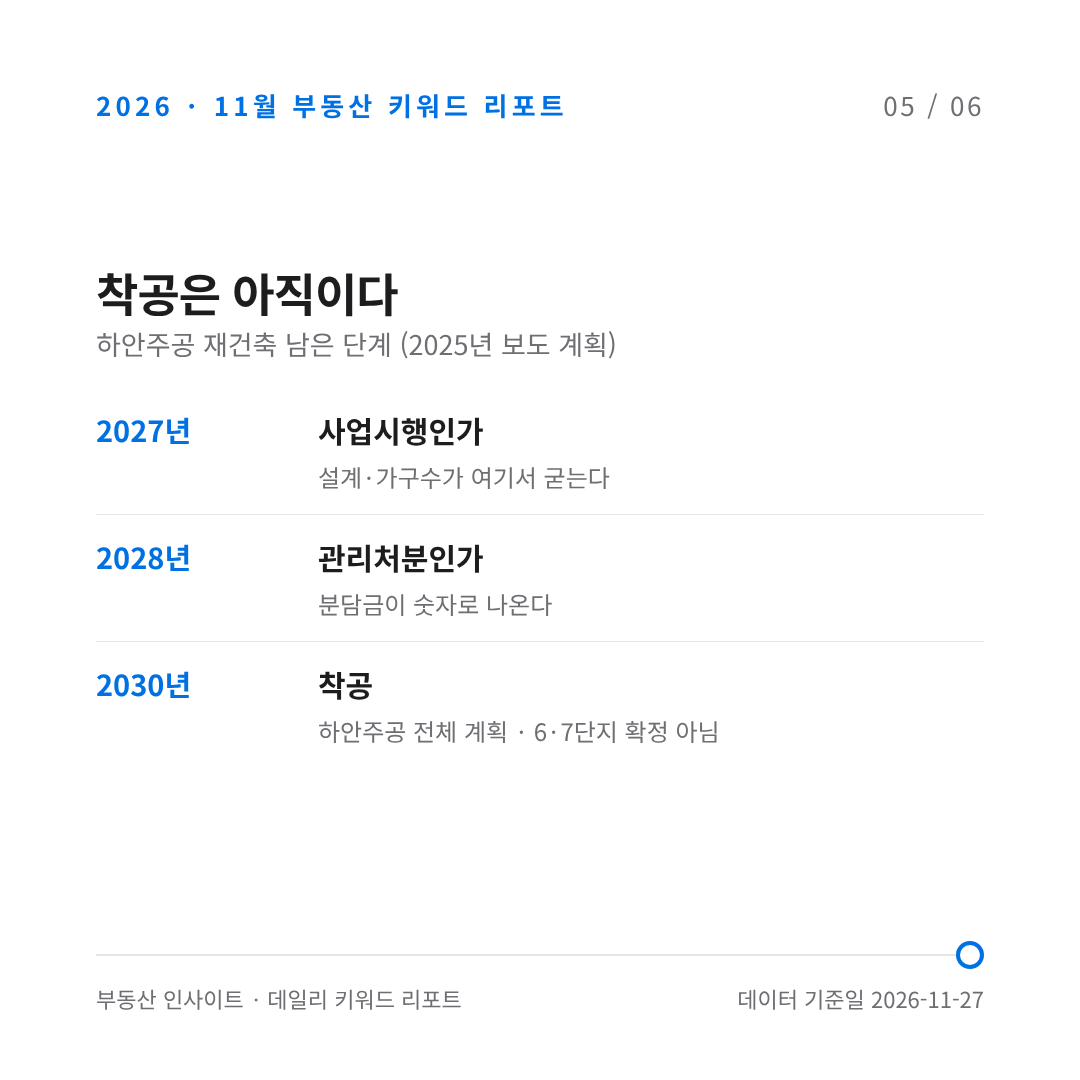 2026 · 11월 부동산 키워드 리포트
05 / 06
착공은 아직이다
하안주공 재건축 남은 단계 (2025년 보도 계획)
2027년
사업시행인가
설계·가구수가 여기서 굳는다
2028년
관리처분인가
분담금이 숫자로 나온다
2030년
착공
하안주공 전체 계획 · 6·7단지 확정 아님
부동산 인사이트 · 데일리 키워드 리포트
데이터 기준일 2026-11-27